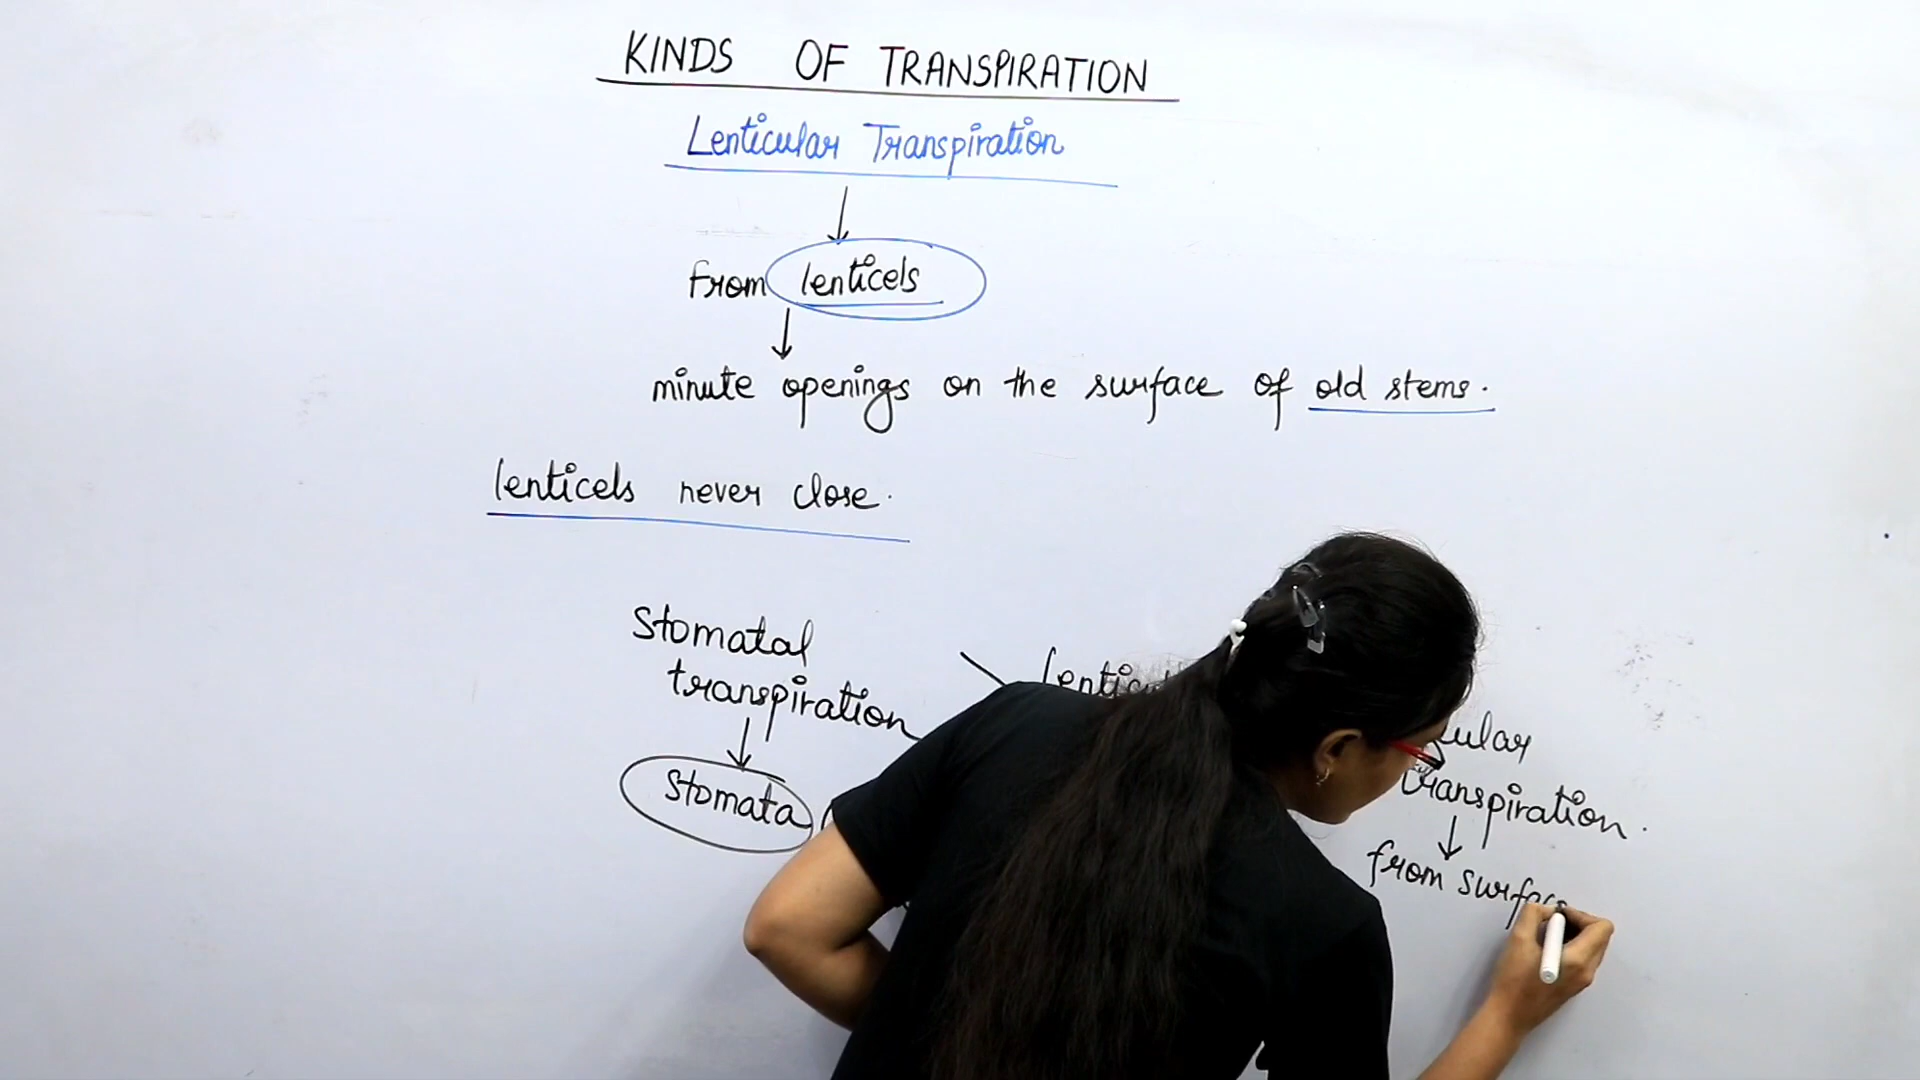 KINDS OF TRANSPIRATION
Lenticular Transpiration
From lenticels
minute openings on the surface of old stems.
lenticels never close.
Stomatal
transpiration
Stomata
transpiration.
from surface